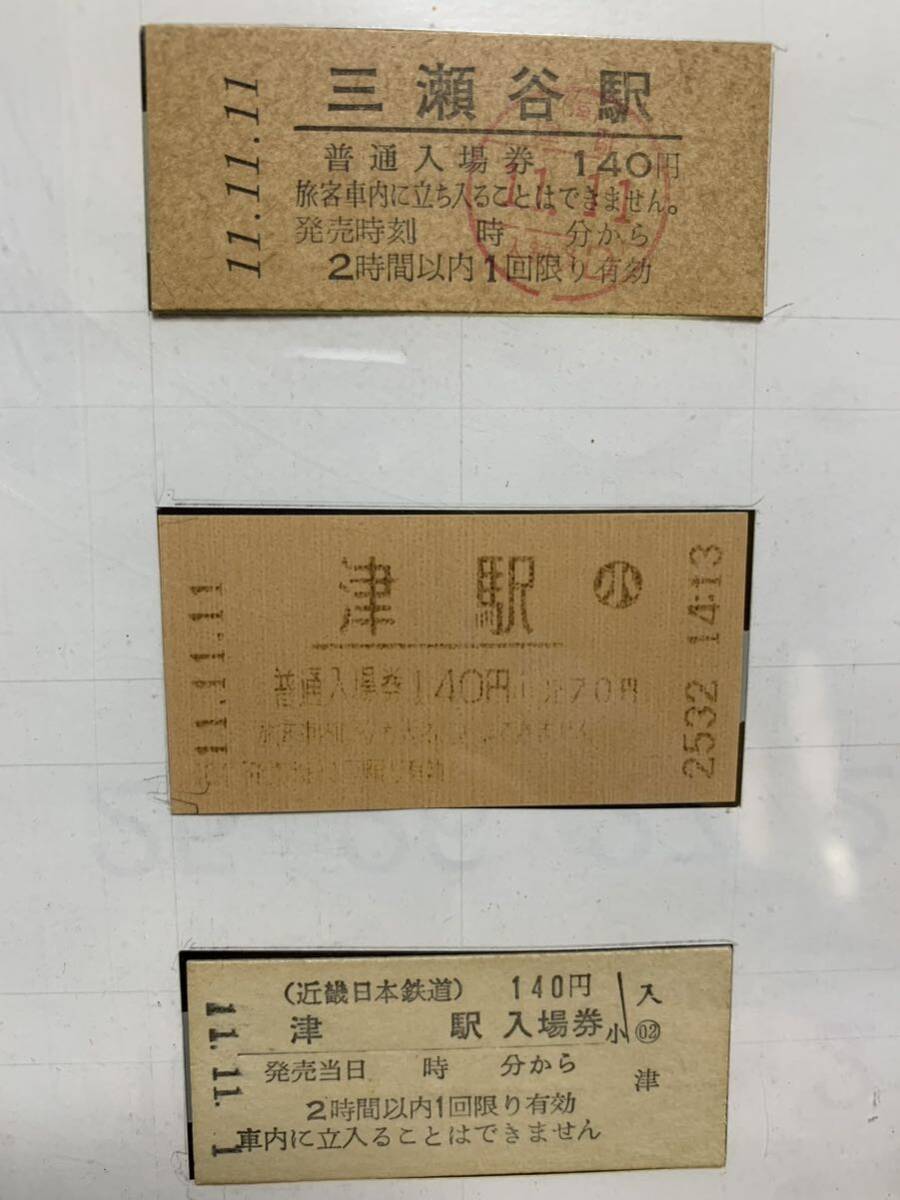 11.11.11
三瀬谷駅
普通入場券 140円
旅客車内に立ち入ることはできません。
発売時刻 時 分から
2時間以内1回限り有効
11.11
11.11.11
津駅 小
普通入場券140円 70円
2532 14:13
11.11.1
(近畿日本鉄道) 140円
津 駅 入場券
発売当日 時 分から
2時間以内1回限り有効
車内に立入ることはできません
小
入
02
津